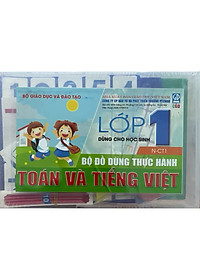 BỘ GIÁO DỤC VÀ ĐÀO TẠO
LỚP 1
DÙNG CHO HỌC SINH
N-CT1
BỘ ĐỒ DÙNG THỰC HÀNH
TOÁN VÀ TIẾNG VIỆT